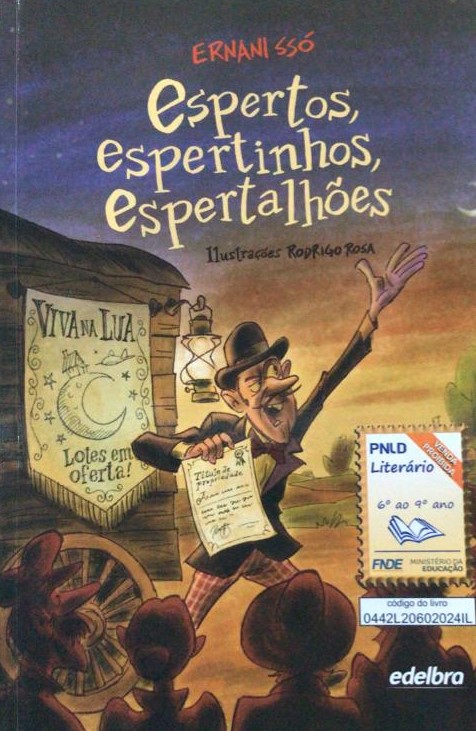 ERNANI SSÓ
espertos,
espertinhos,
espertalhões
Ilustrações RODRIGO ROSA
VIVA NA LUA
Lotes em
oferta!
Título de
propriedade
VENDA
PROIBIDA
PNLD
Literário
6º ao 9º ano
FNDE MINISTÉRIO DA
EDUCAÇÃO
código do livro
0442L20602024IL
edelbra